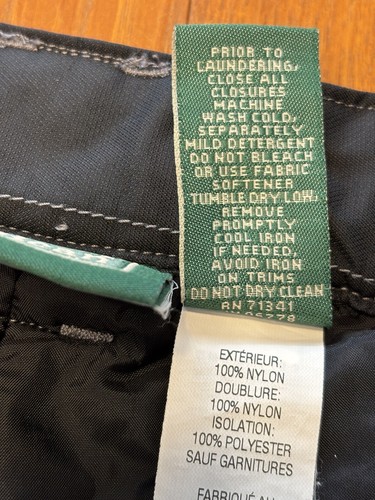 PRIOR TO
LAUNDERING,
CLOSE ALL
CLOSURES
MACHINE
WASH COLD,
SEPARATELY
MILD DETERGENT
DO NOT BLEACH
OR USE FABRIC
SOFTENER
TUMBLE DRY LOW,
REMOVE
PROMPTLY
COOL IRON
IF NEEDED,
AVOID IRON
ON TRIMS
DO NOT DRY CLEAN
RN 71341
EXTÉRIEUR:
100% NYLON
DOUBLURE:
100% NYLON
ISOLATION:
100% POLYESTER
SAUF GARNITURES
FABRIQUÉ AU